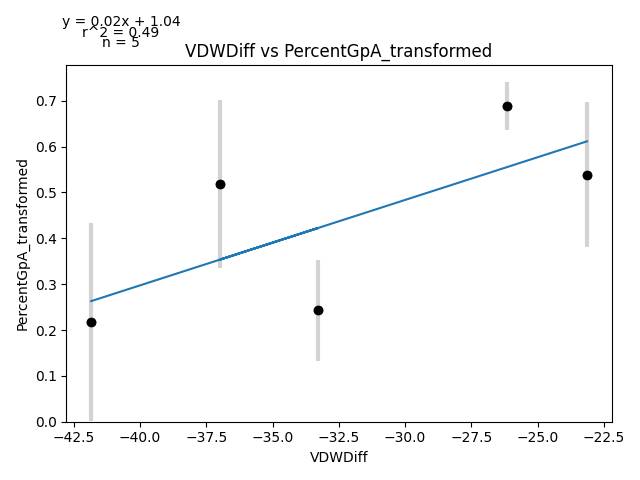 y = 0.02x + 1.04
r^2 = 0.49
n = 5
VDWDiff vs PercentGpA_transformed
PercentGpA_transformed
0.7
0.6
0.5
0.4
0.3
0.2
0.1
0.0
−42.5 −40.0 −37.5 −35.0 −32.5 −30.0 −27.5 −25.0 −22.5
VDWDiff